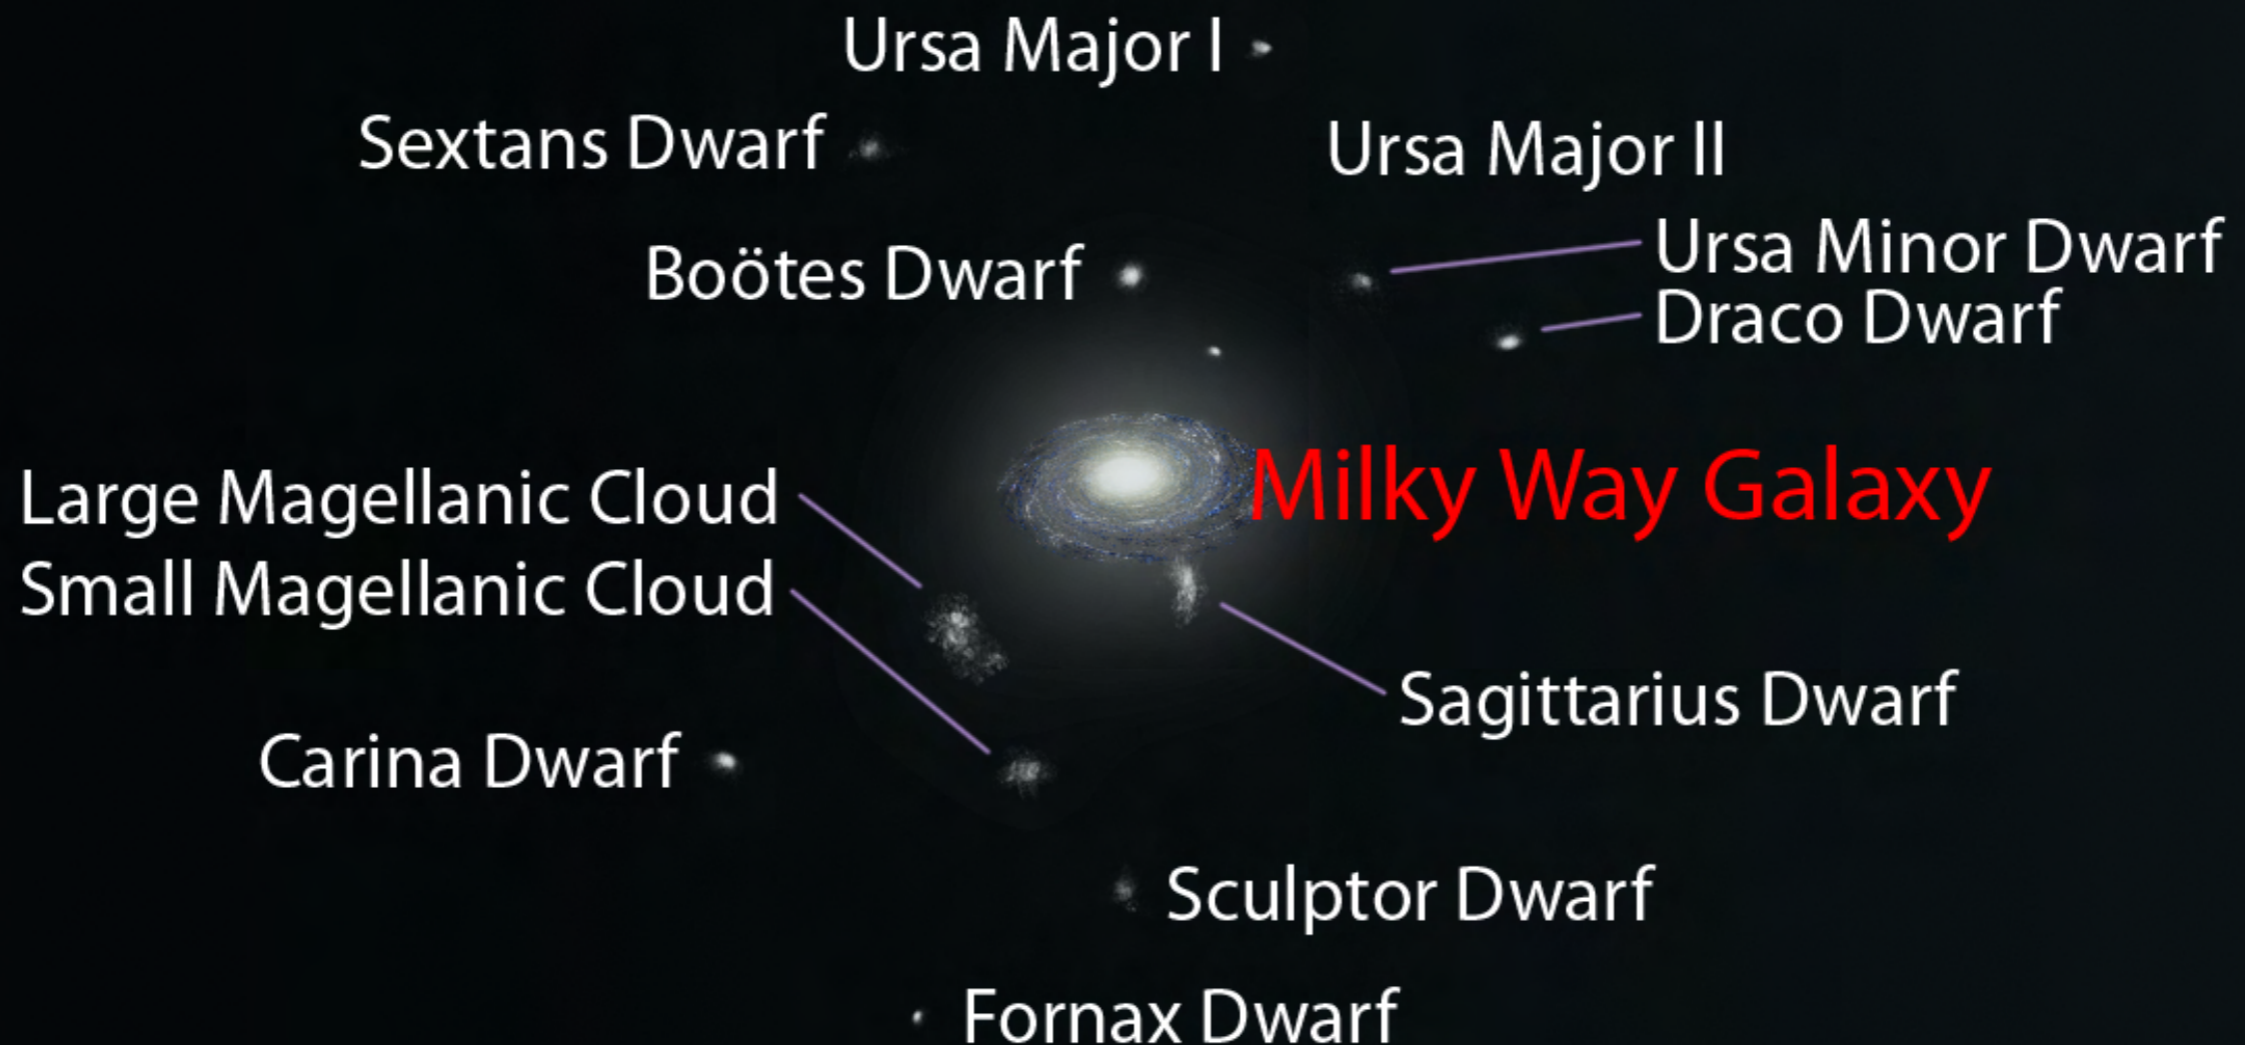 Ursa Major I
Sextans Dwarf
Ursa Major II
Ursa Minor Dwarf
Boötes Dwarf
Draco Dwarf
Milky Way Galaxy
Large Magellanic Cloud
Small Magellanic Cloud
Sagittarius Dwarf
Carina Dwarf
Sculptor Dwarf
Fornax Dwarf